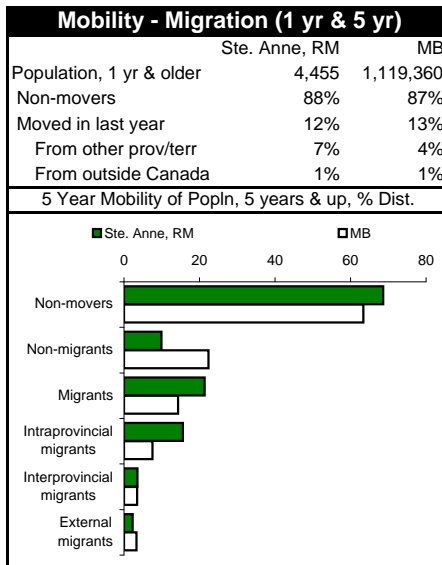 Mobility - Migration (1 yr & 5 yr)
Ste. Anne, RM MB
Population, 1 yr & older 4,455 1,119,360
Non-movers 88% 87%
Moved in last year 12% 13%
From other prov/terr 7% 4%
From outside Canada 1% 1%
5 Year Mobility of Popln, 5 years & up, % Dist.
Ste. Anne, RM MB
0 20 40 60 80
Non-movers
Non-migrants
Migrants
Intraprovincial
migrants
Interprovincial
migrants
External
migrants